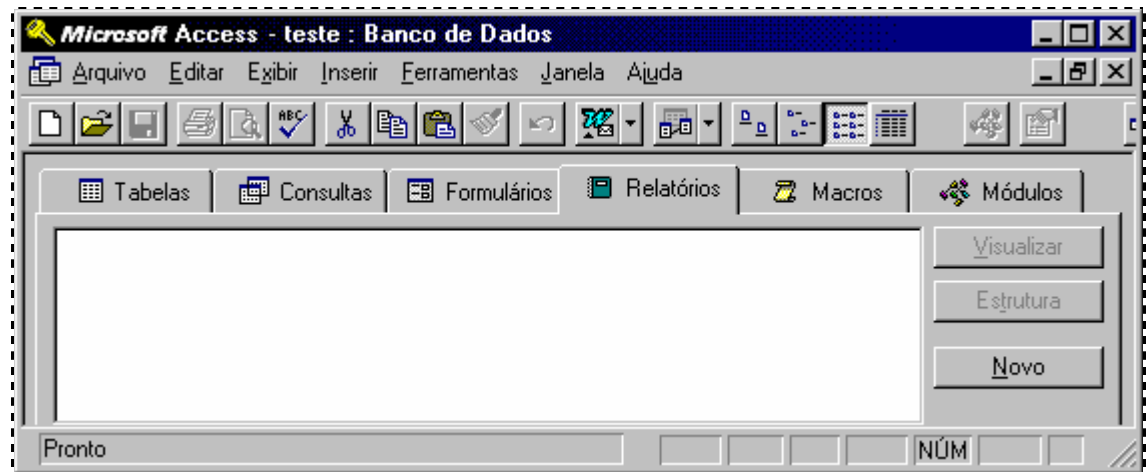 Microsoft Access - teste : Banco de Dados
Arquivo Editar Exibir Inserir Ferramentas Janela Ajuda
ABC
Tabelas Consultas Formulários Relatórios Macros Módulos
Visualizar
Estrutura
Novo
Pronto NÚM